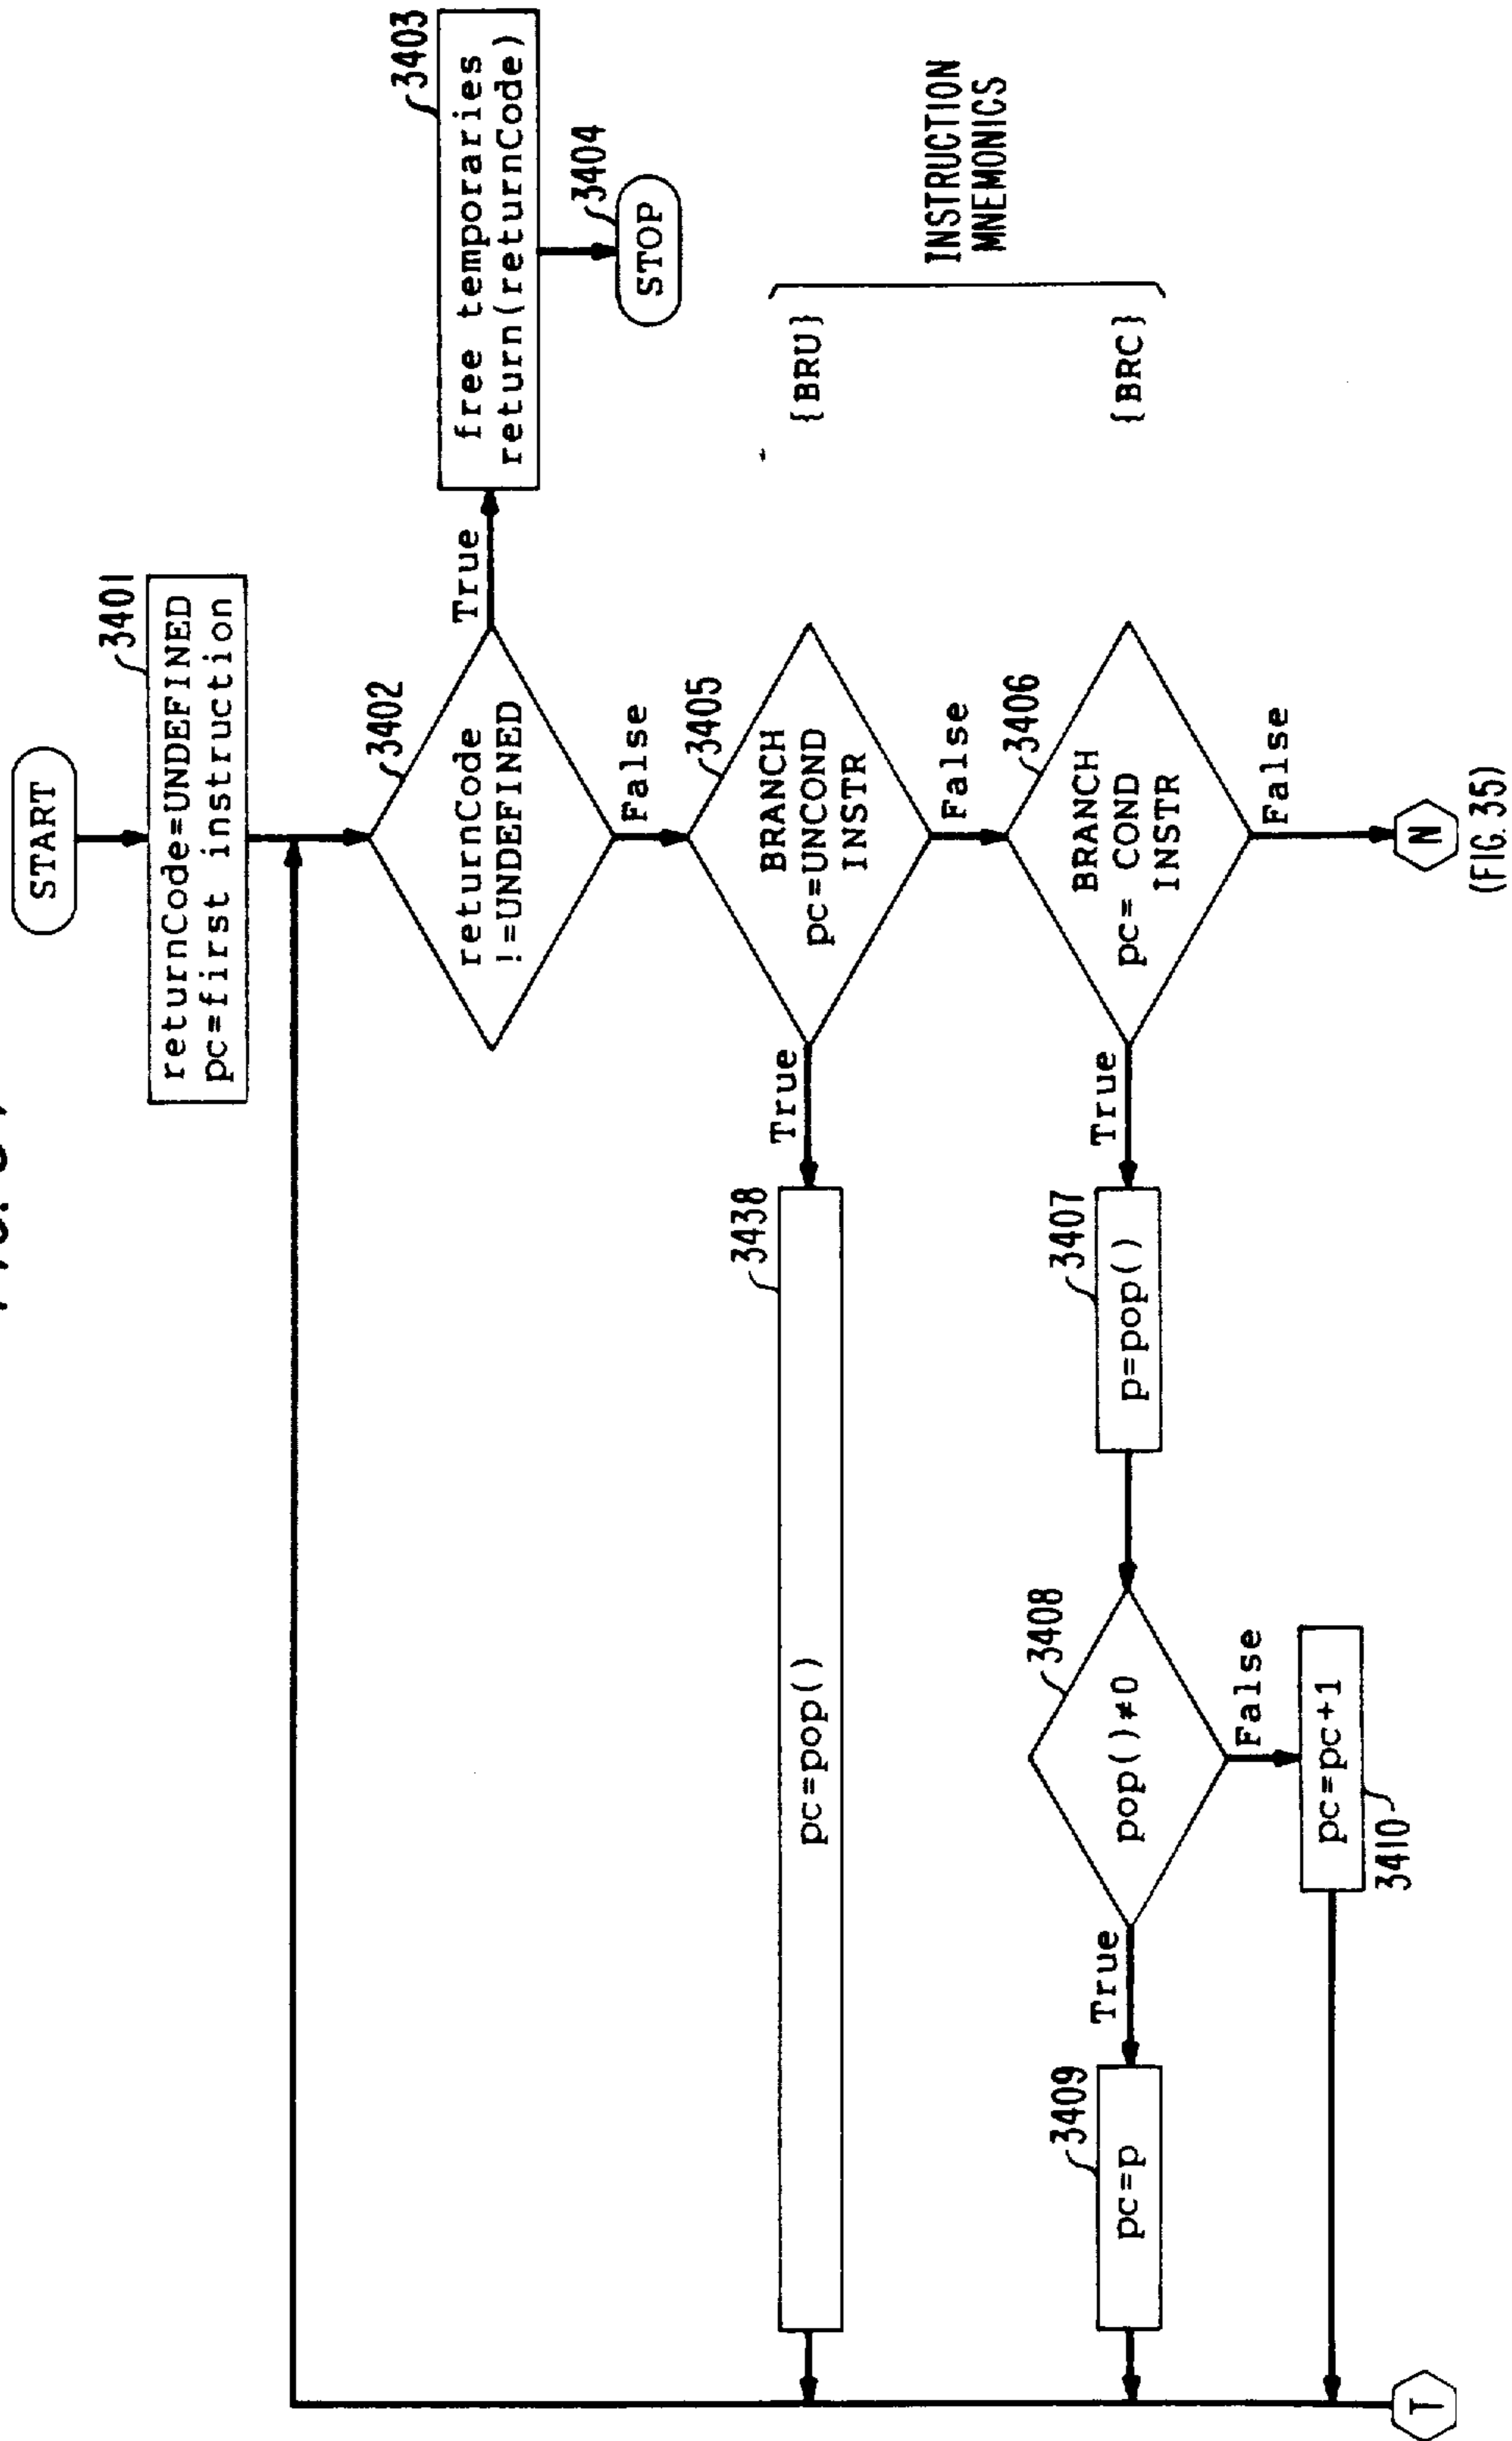 START
3401
returnCode=UNDEFINED
pc=first instruction
3402
returnCode
!=UNDEFINED
True
3403
free temporaries
return(returnCode)
3404
STOP
False
3405
BRANCH
pc=UNCOND
INSTR
True
3438
pc=pop()
{BRU}
INSTRUCTION
MNEMONICS
False
3406
BRANCH
pc= COND
INSTR
True
3407
p=pop()
{BRC}
3408
pop()≠0
True
3409
pc=p
False
pc=pc+1
3410
False
T
N
(FIG. 35)